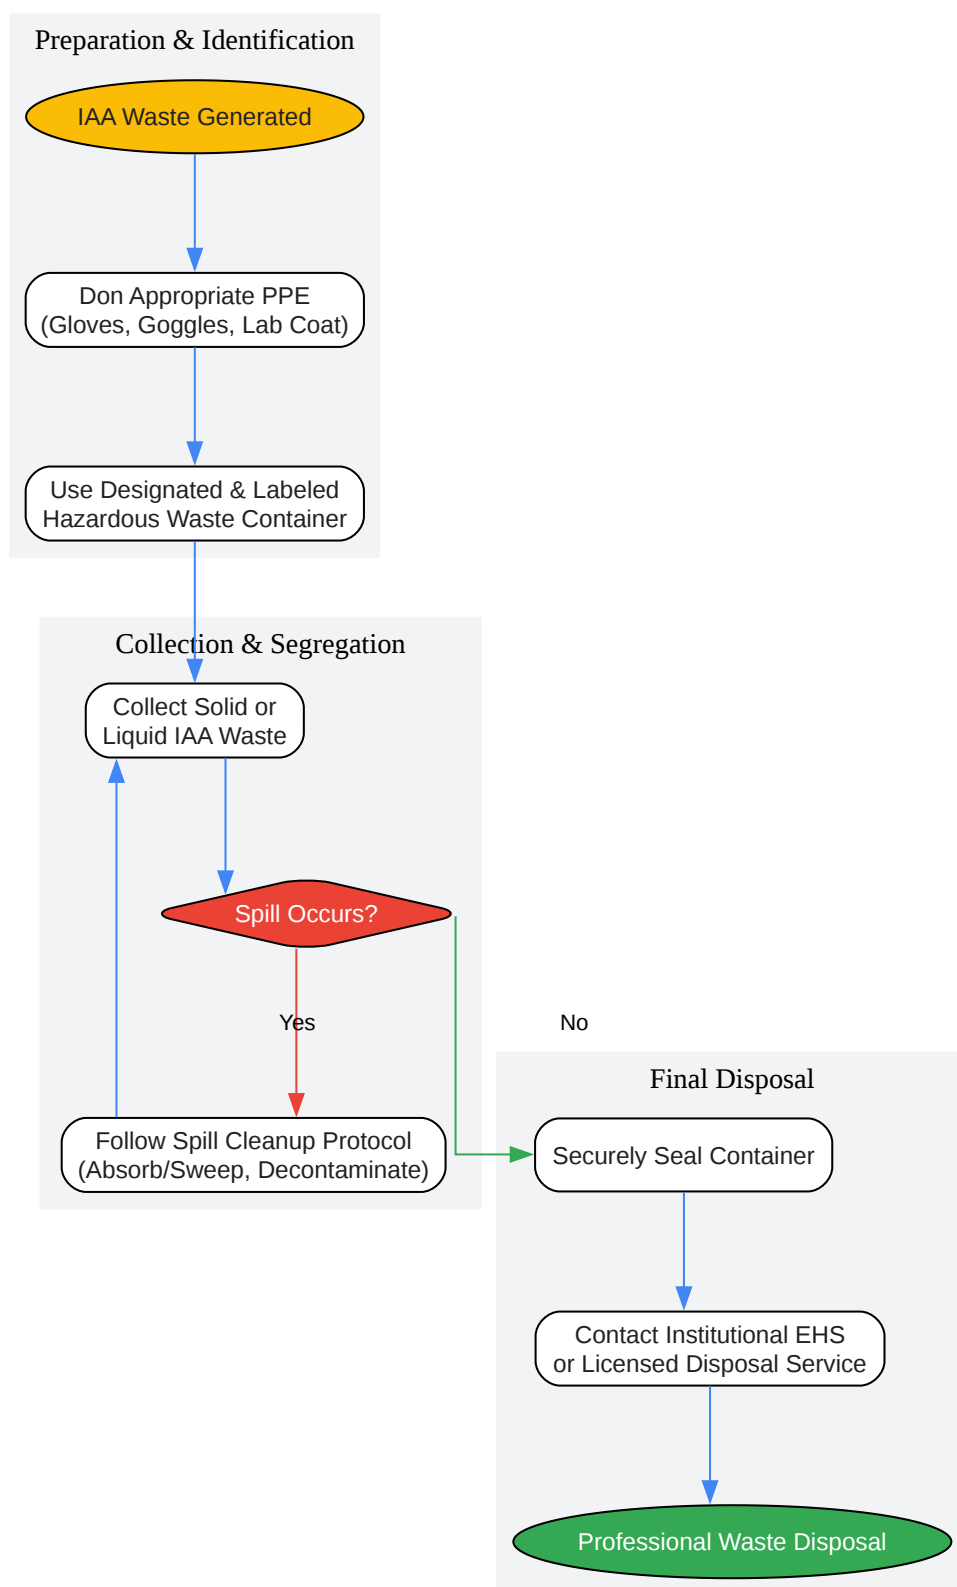 Preparation & Identification
IAA Waste Generated
Don Appropriate PPE
(Gloves, Goggles, Lab Coat)
Use Designated & Labeled
Hazardous Waste Container
Collection & Segregation
Collect Solid or
Liquid IAA Waste
Spill Occurs?
Yes
No
Follow Spill Cleanup Protocol
(Absorb/Sweep, Decontaminate)
Final Disposal
Securely Seal Container
Contact Institutional EHS
or Licensed Disposal Service
Professional Waste Disposal